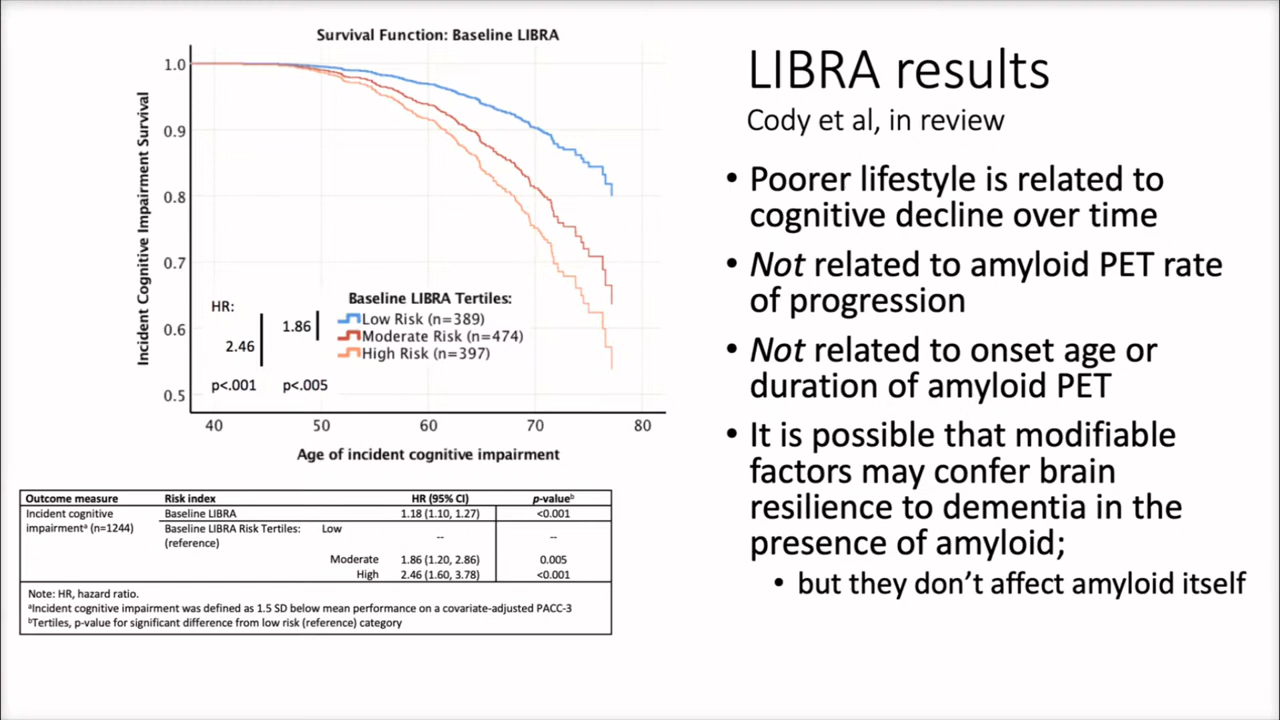 Survival Function: Baseline LIBRA
Incident Cognitive Impairment Survival
1.0
0.9
0.8
0.7
0.6
0.5
HR:
2.46
1.86
p<.001
p<.005
Baseline LIBRA Tertiles:
Low Risk (n=389)
Moderate Risk (n=474)
High Risk (n=397)
40 50 60 70 80
Age of incident cognitive impairment
Outcome measure Risk index HR (95% CI) p-valueᵇ
Incident cognitive Baseline LIBRA 1.18 (1.10, 1.27) <0.001
impairmentᵃ (n=1244) Baseline LIBRA Risk Tertiles: Low
(reference) -- --
Moderate 1.86 (1.20, 2.86) 0.005
High 2.46 (1.60, 3.78) <0.001
Note: HR, hazard ratio.
ᵃIncident cognitive impairment was defined as 1.5 SD below mean performance on a covariate-adjusted PACC-3
ᵇTertiles, p-value for significant difference from low risk (reference) category
LIBRA results
Cody et al, in review
• Poorer lifestyle is related to
cognitive decline over time
• Not related to amyloid PET rate
of progression
• Not related to onset age or
duration of amyloid PET
• It is possible that modifiable
factors may confer brain
resilience to dementia in the
presence of amyloid;
• but they don’t affect amyloid itself